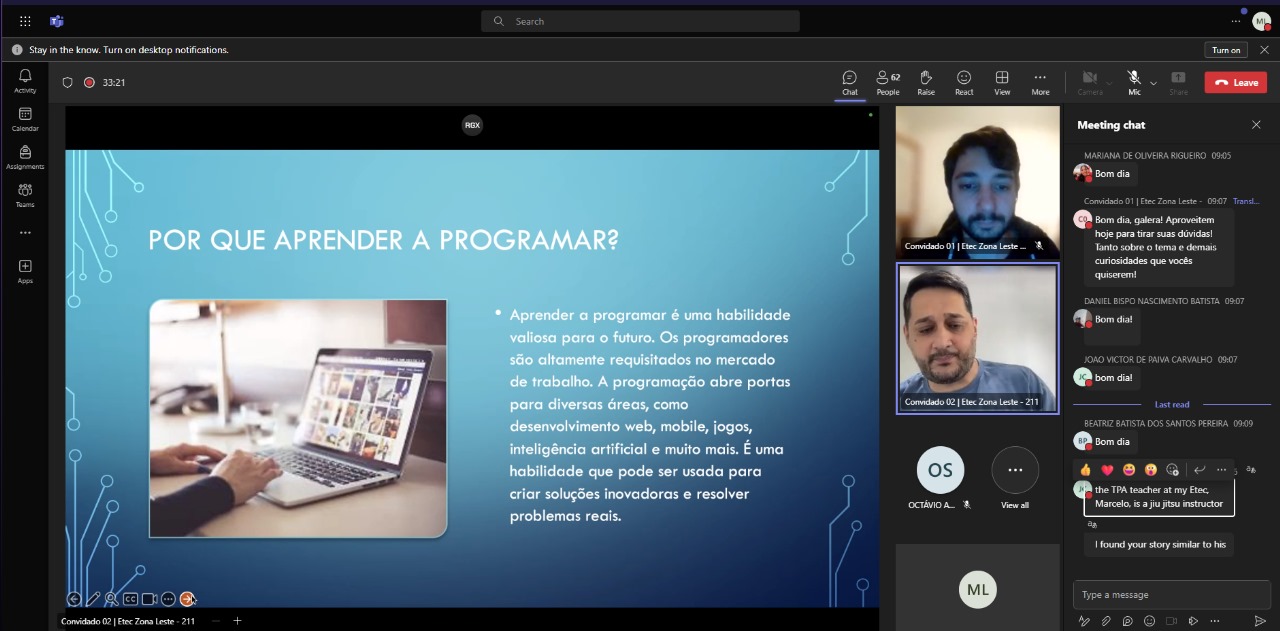 Search
ML
Stay in the know. Turn on desktop notifications.
Turn on
Activity
Calendar
Assignments
Teams
Apps
33:21
Chat
62
People
Raise
React
View
More
Camera
Mic
Share
Leave
RGX
POR QUE APRENDER A PROGRAMAR?
• Aprender a programar é uma habilidade
valiosa para o futuro. Os programadores
são altamente requisitados no mercado
de trabalho. A programação abre portas
para diversas áreas, como
desenvolvimento web, mobile, jogos,
inteligência artificial e muito mais. É uma
habilidade que pode ser usada para
criar soluções inovadoras e resolver
problemas reais.
CC
Convidado 02 | Etec Zona Leste - 211
Convidado 01 | Etec Zona Leste ...
Convidado 02 | Etec Zona Leste - 211
OS
OCTÁVIO A...
View all
ML
Meeting chat
MARIANA DE OLIVEIRA RIGUEIRO 09:05
Bom dia
Convidado 01 | Etec Zona Leste - 09:07 Transl...
C0
Bom dia, galera! Aproveitem
hoje para tirar suas dúvidas!
Tanto sobre o tema e demais
curiosidades que vocês
quiserem!
DANIEL BISPO NASCIMENTO BATISTA 09:07
Bom dia!
JOAO VICTOR DE PAIVA CARVALHO 09:07
JC
bom dia!
Last read
BEATRIZ BATISTA DOS SANTOS PEREIRA 09:09
BP
Bom dia
the TPA teacher at my Etec,
Marcelo, is a jiu jitsu instructor
I found your story similar to his
Type a message